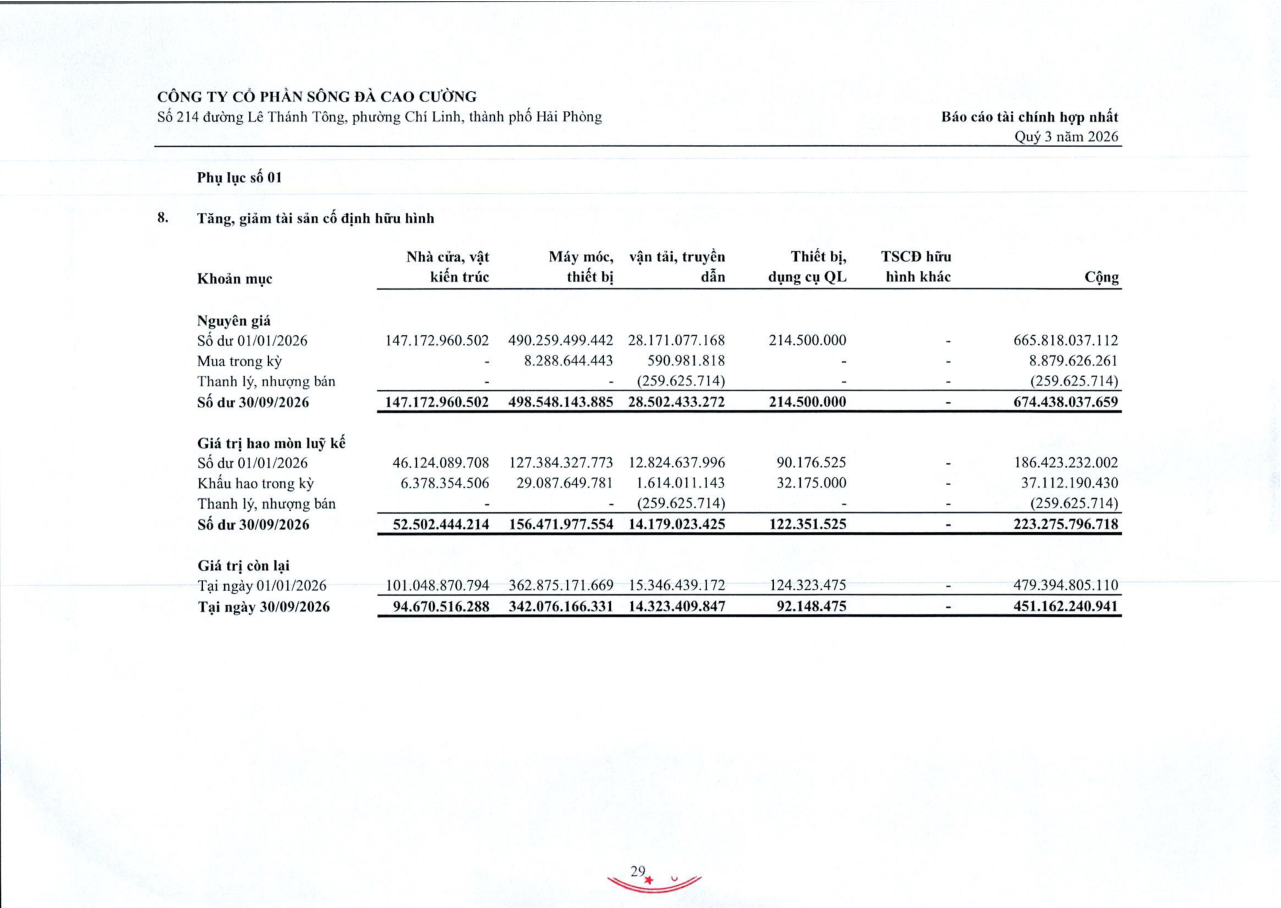 CÔNG TY CỔ PHẦN SÔNG ĐÀ CAO CƯỜNG
Số 214 đường Lê Thánh Tông, phường Chí Linh, thành phố Hải Phòng
Báo cáo tài chính hợp nhất
Quý 3 năm 2026
Phụ lục số 01
8. Tăng, giảm tài sản cố định hữu hình
Nhà cửa, vật Máy móc, vận tải, truyền Thiết bị, TSCĐ hữu
Khoản mục kiến trúc thiết bị dẫn dụng cụ QL hình khác Cộng
Nguyên giá
Số dư 01/01/2026 147.172.960.502 490.259.499.442 28.171.077.168 214.500.000 - 665.818.037.112
Mua trong kỳ - 8.288.644.443 590.981.818 - - 8.879.626.261
Thanh lý, nhượng bán - - (259.625.714) - - (259.625.714)
Số dư 30/09/2026 147.172.960.502 498.548.143.885 28.502.433.272 214.500.000 - 674.438.037.659
Giá trị hao mòn luỹ kế
Số dư 01/01/2026 46.124.089.708 127.384.327.773 12.824.637.996 90.176.525 - 186.423.232.002
Khấu hao trong kỳ 6.378.354.506 29.087.649.781 1.614.011.143 32.175.000 - 37.112.190.430
Thanh lý, nhượng bán - - (259.625.714) - - (259.625.714)
Số dư 30/09/2026 52.502.444.214 156.471.977.554 14.179.023.425 122.351.525 - 223.275.796.718
Giá trị còn lại
Tại ngày 01/01/2026 101.048.870.794 362.875.171.669 15.346.439.172 124.323.475 - 479.394.805.110
Tại ngày 30/09/2026 94.670.516.288 342.076.166.331 14.323.409.847 92.148.475 - 451.162.240.941
29